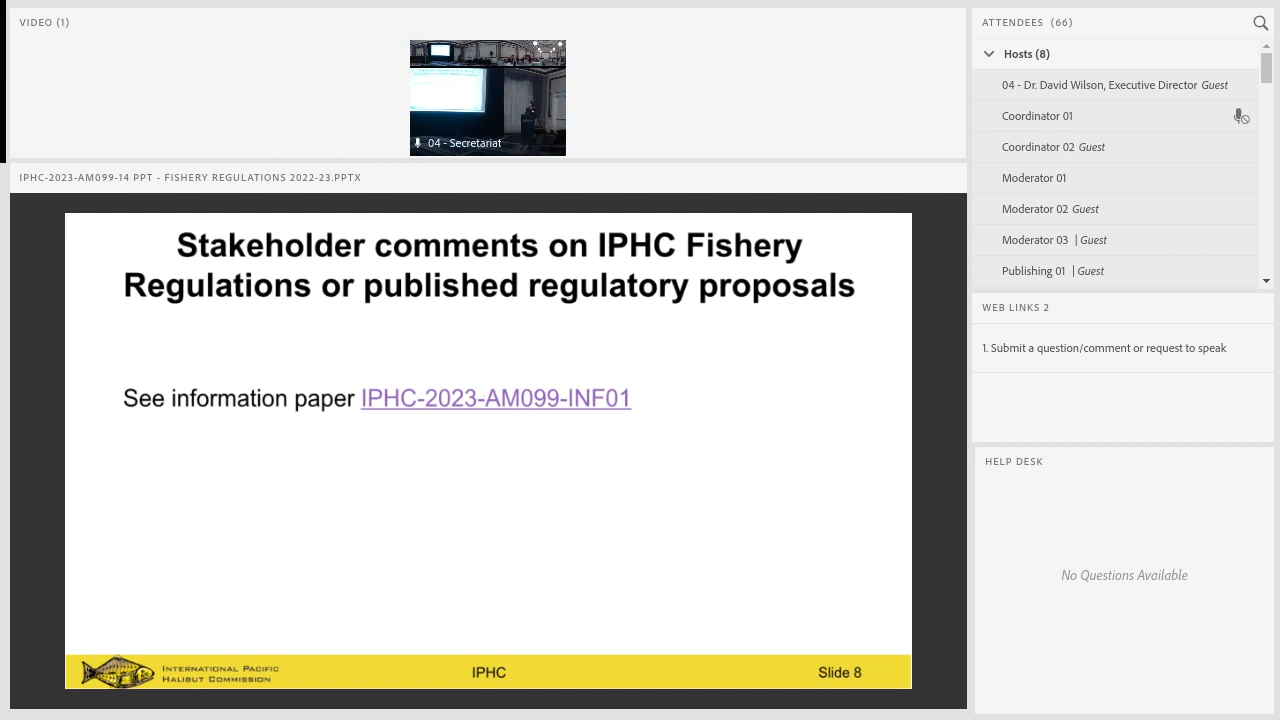 VIDEO (1)
04 - Secretariat
IPHC-2023-AM099-14 PPT - FISHERY REGULATIONS 2022-23.PPTX
Stakeholder comments on IPHC Fishery
Regulations or published regulatory proposals
See information paper IPHC-2023-AM099-INF01
INTERNATIONAL PACIFIC
HALIBUT COMMISSION
IPHC
Slide 8
ATTENDEES (66)
Hosts (8)
04 - Dr. David Wilson, Executive Director Guest
Coordinator 01
Coordinator 02 Guest
Moderator 01
Moderator 02 Guest
Moderator 03 | Guest
Publishing 01 | Guest
WEB LINKS 2
1. Submit a question/comment or request to speak
HELP DESK
No Questions Available